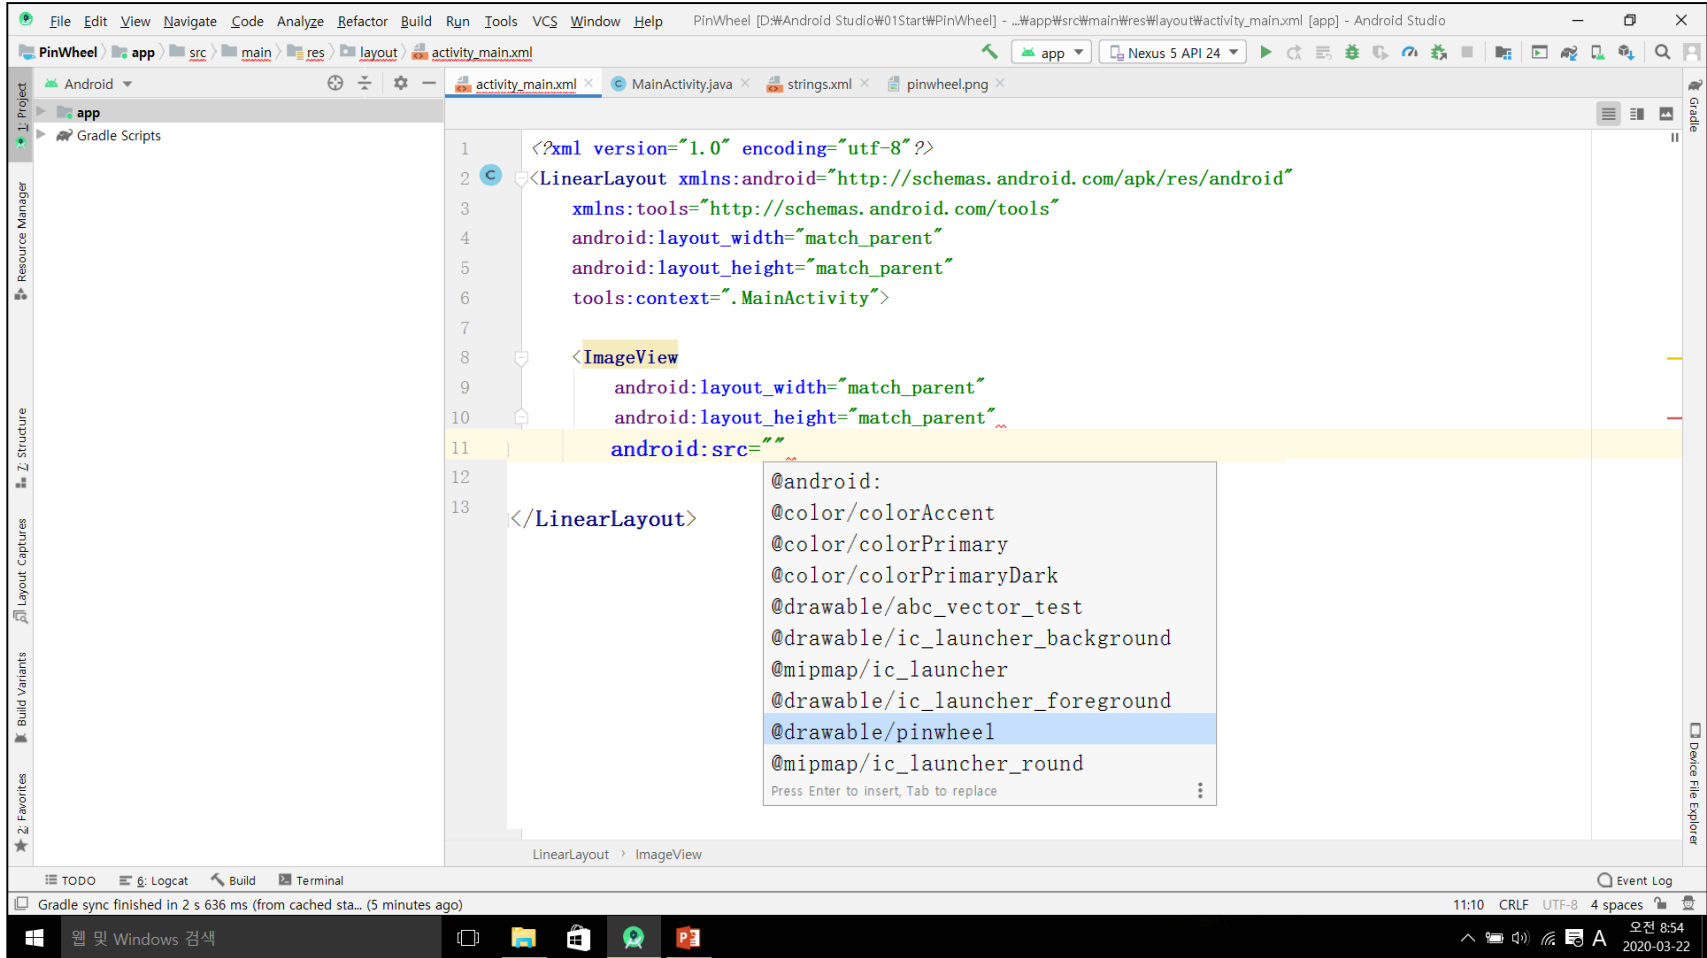 File Edit View Navigate Code Analyze Refactor Build Run Tools VCS Window Help PinWheel [D:₩Android Studio₩01Start₩PinWheel] - ...₩app₩src₩main₩res₩layout₩activity_main.xml [app] - Android Studio
PinWheel app src main res layout activity_main.xml app Nexus 5 API 24
Android
activity_main.xml MainActivity.java strings.xml pinwheel.png
1: Project
Resource Manager
7: Structure
Layout Captures
Build Variants
2: Favorites
app
Gradle Scripts
1 <?xml version="1.0" encoding="utf-8"?>
2 C <LinearLayout xmlns:android="http://schemas.android.com/apk/res/android"
3 xmlns:tools="http://schemas.android.com/tools"
4 android:layout_width="match_parent"
5 android:layout_height="match_parent"
6 tools:context=".MainActivity">
7
8 <ImageView
9 android:layout_width="match_parent"
10 android:layout_height="match_parent"
11 android:src=""
12
13 </LinearLayout>
@android:
@color/colorAccent
@color/colorPrimary
@color/colorPrimaryDark
@drawable/abc_vector_test
@drawable/ic_launcher_background
@mipmap/ic_launcher
@drawable/ic_launcher_foreground
@drawable/pinwheel
@mipmap/ic_launcher_round
Press Enter to insert, Tab to replace
LinearLayout › ImageView
Gradle
Device File Explorer
TODO 6: Logcat Build Terminal Event Log
Gradle sync finished in 2 s 636 ms (from cached sta... (5 minutes ago) 11:10 CRLF UTF-8 4 spaces
웹 및 Windows 검색 A 오전 8:54
2020-03-22